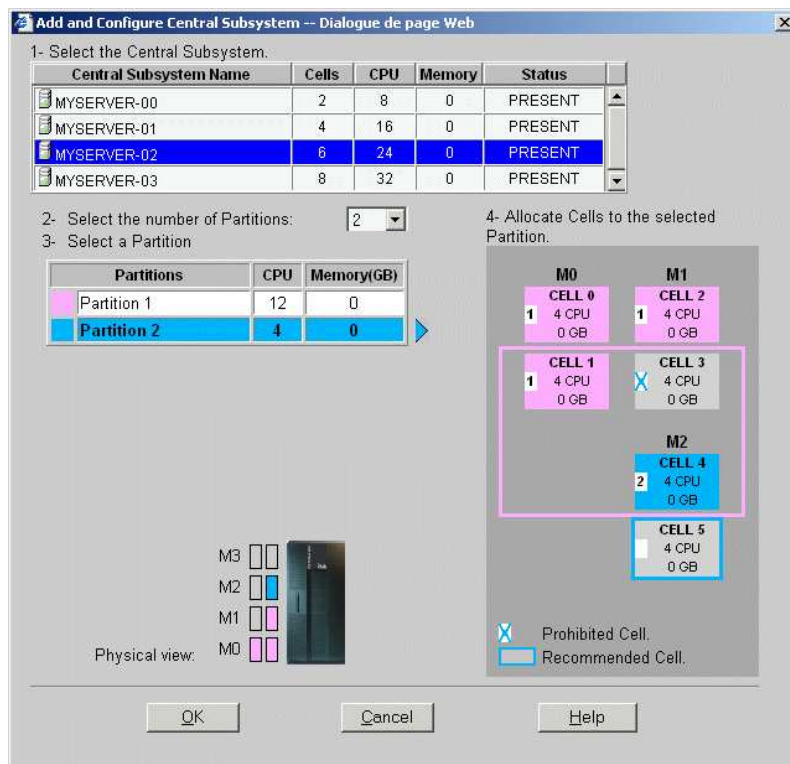 Add and Configure Central Subsystem -- Dialogue de page Web
1- Select the Central Subsystem.
Central Subsystem Name Cells CPU Memory Status
MYSERVER-00 2 8 0 PRESENT
MYSERVER-01 4 16 0 PRESENT
MYSERVER-02 6 24 0 PRESENT
MYSERVER-03 8 32 0 PRESENT
2- Select the number of Partitions: 2
3- Select a Partition
Partitions CPU Memory(GB)
Partition 1 12 0
Partition 2 4 0
4- Allocate Cells to the selected
Partition.
M0 M1
CELL 0 CELL 2
1 4 CPU 1 4 CPU
0 GB 0 GB
CELL 1 CELL 3
1 4 CPU X 4 CPU
0 GB 0 GB
M2
CELL 4
2 4 CPU
0 GB
CELL 5
4 CPU
0 GB
X Prohibited Cell.
Recommended Cell.
M3
M2
M1
Physical view: M0
OK Cancel Help